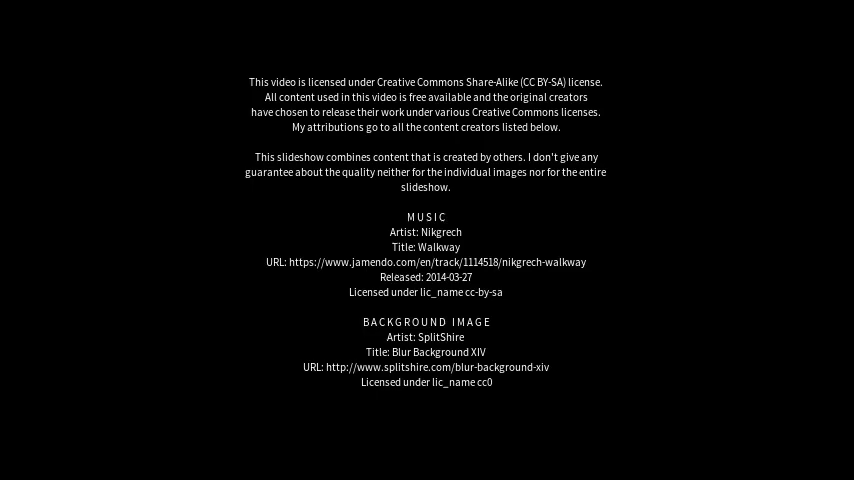 This video is licensed under Creative Commons Share-Alike (CC BY-SA) license.
All content used in this video is free available and the original creators
have chosen to release their work under various Creative Commons licenses.
My attributions go to all the content creators listed below.
This slideshow combines content that is created by others. I don't give any
guarantee about the quality neither for the individual images nor for the entire
slideshow.
M U S I C
Artist: Nikgrech
Title: Walkway
URL: https://www.jamendo.com/en/track/1114518/nikgrech-walkway
Released: 2014-03-27
Licensed under lic_name cc-by-sa
B A C K G R O U N D  I M A G E
Artist: SplitShire
Title: Blur Background XIV
URL: http://www.splitshire.com/blur-background-xiv
Licensed under lic_name cc0